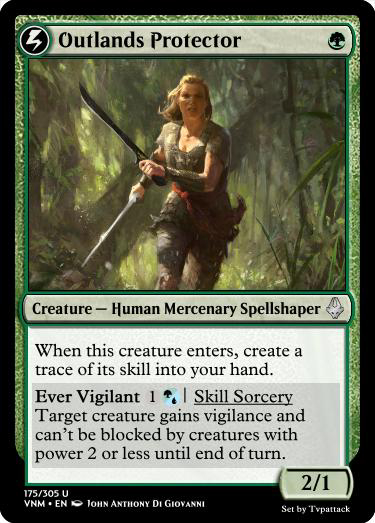 Outlands Protector
Creature — Human Mercenary Spellshaper
When this creature enters, create a
trace of its skill into your hand.
Ever Vigilant 1 | Skill Sorcery
Target creature gains vigilance and
can't be blocked by creatures with
power 2 or less until end of turn.
2/1
175/305 U
VNM • EN John Anthony Di Giovanni
Set by Tvpattack